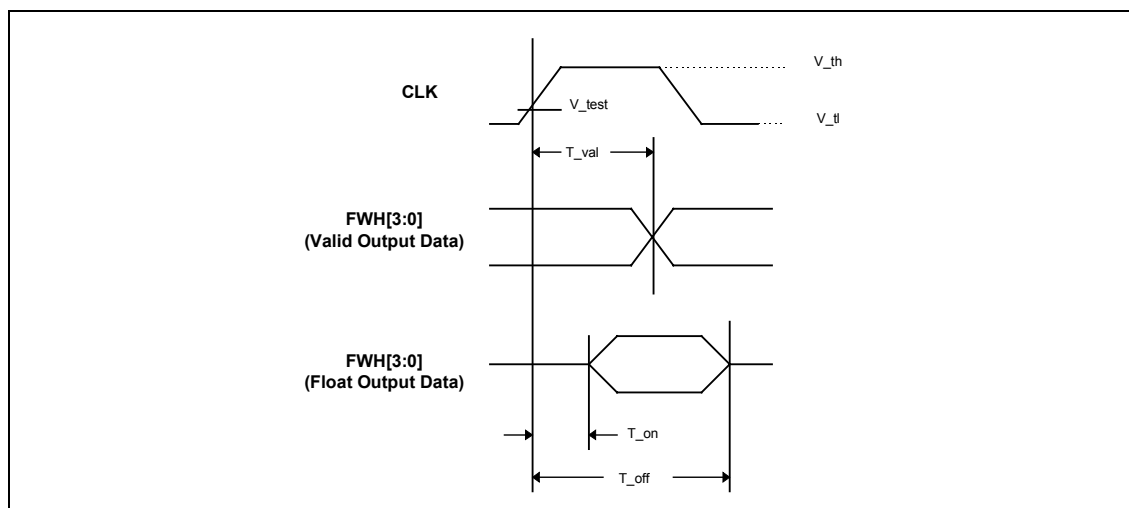 V_th
CLK
V_test
V_tl
T_val
FWH[3:0]
(Valid Output Data)
FWH[3:0]
(Float Output Data)
T_on
T_off